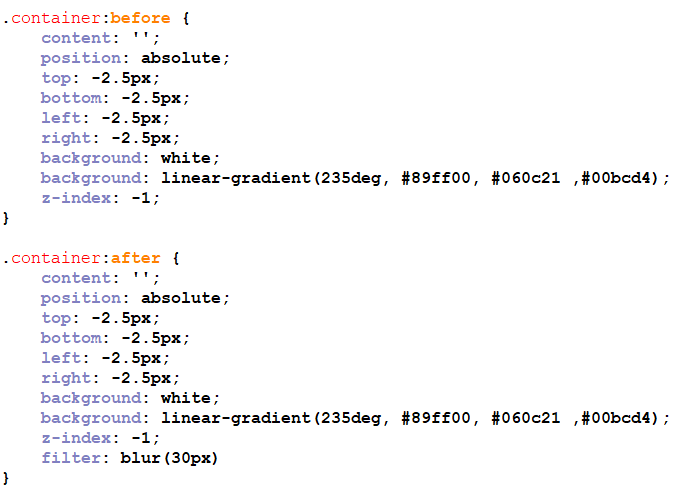 .container:before {
    content: '';
    position: absolute;
    top: -2.5px;
    bottom: -2.5px;
    left: -2.5px;
    right: -2.5px;
    background: white;
    background: linear-gradient(235deg, #89ff00, #060c21 ,#00bcd4);
    z-index: -1;
}

.container:after {
    content: '';
    position: absolute;
    top: -2.5px;
    bottom: -2.5px;
    left: -2.5px;
    right: -2.5px;
    background: white;
    background: linear-gradient(235deg, #89ff00, #060c21 ,#00bcd4);
    z-index: -1;
    filter: blur(30px)
}